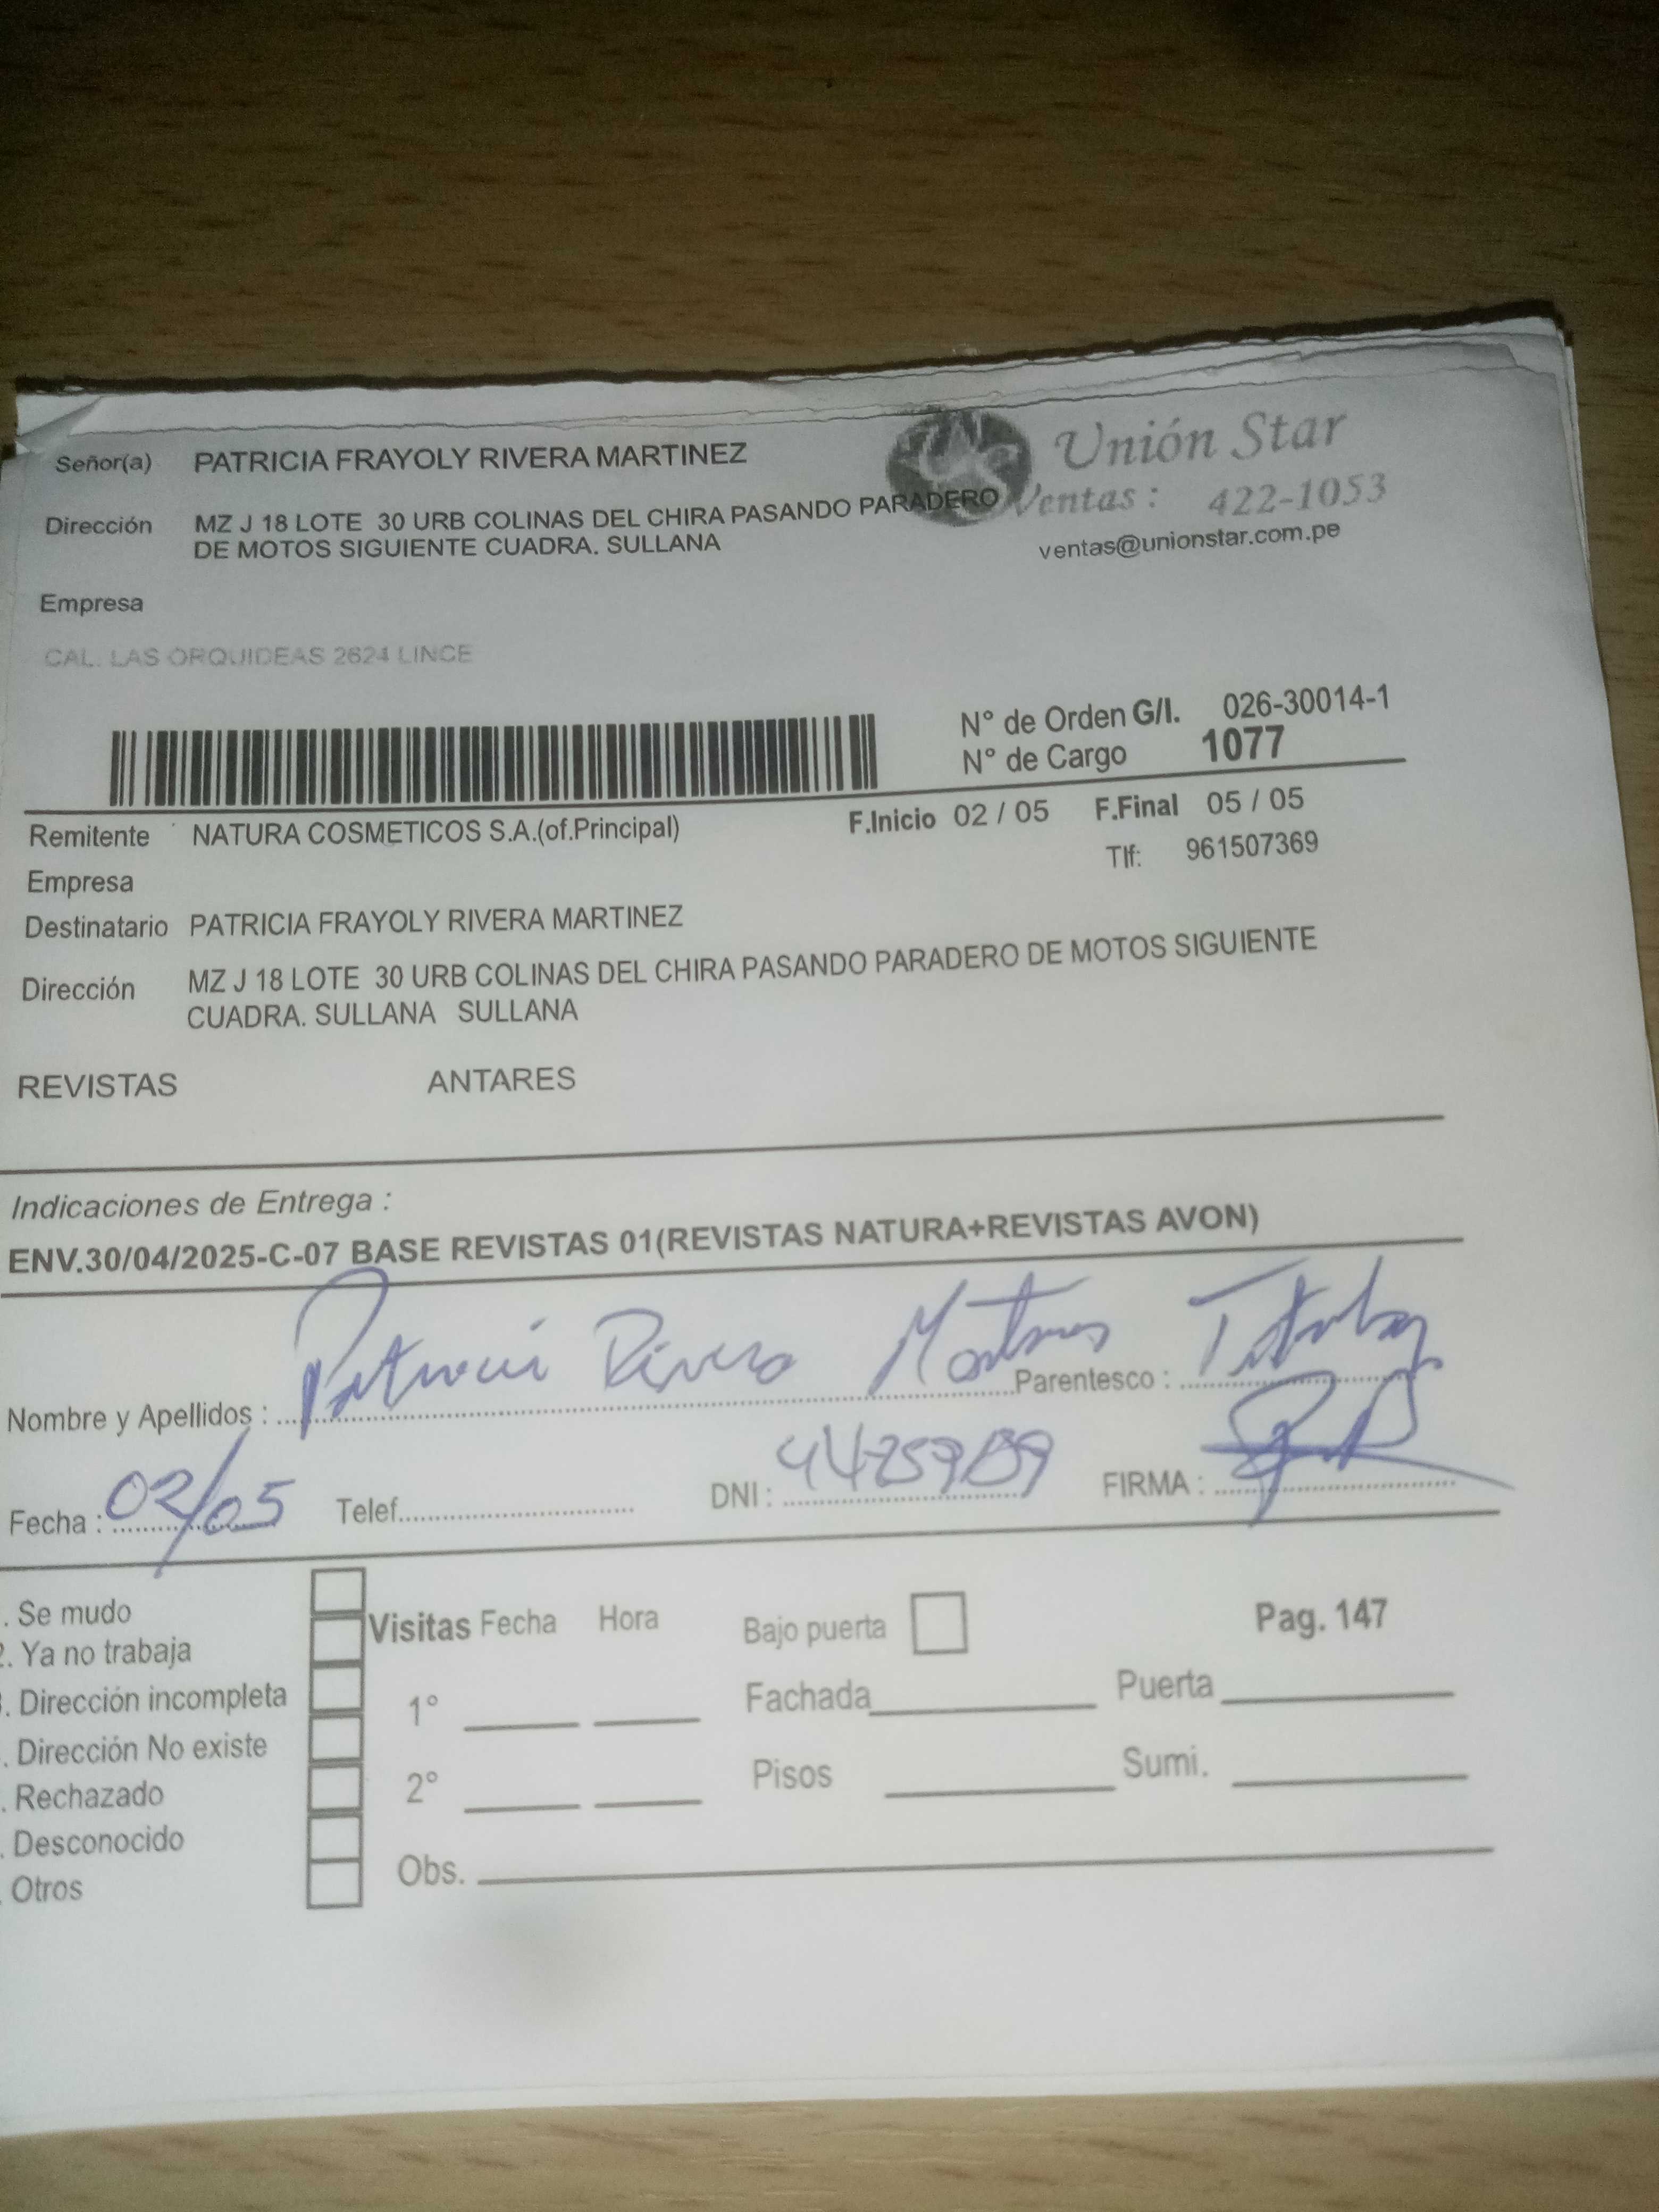 Señor(a) PATRICIA FRAYOLY RIVERA MARTINEZ
Unión Star
Ventas : 422-1053
ventas@unionstar.com.pe
Dirección MZ J 18 LOTE 30 URB COLINAS DEL CHIRA PASANDO PARADERO
DE MOTOS SIGUIENTE CUADRA. SULLANA
Empresa
CAL. LAS ORQUIDEAS 2624 LINCE
N° de Orden G/I. 026-30014-1
N° de Cargo 1077
Remitente NATURA COSMETICOS S.A.(of.Principal) F.Inicio 02 / 05 F.Final 05 / 05
Tlf: 961507369
Empresa
Destinatario PATRICIA FRAYOLY RIVERA MARTINEZ
Dirección MZ J 18 LOTE 30 URB COLINAS DEL CHIRA PASANDO PARADERO DE MOTOS SIGUIENTE
CUADRA. SULLANA SULLANA
REVISTAS ANTARES
Indicaciones de Entrega :
ENV.30/04/2025-C-07 BASE REVISTAS 01(REVISTAS NATURA+REVISTAS AVON)
Nombre y Apellidos : Patricia Rivera Martines Parentesco : Titular
Fecha : 02/05 Telef. DNI : FIRMA :
. Se mudo
2. Ya no trabaja
. Dirección incompleta
. Dirección No existe
. Rechazado
. Desconocido
. Otros
Visitas Fecha Hora
1°
2°
Obs.
Bajo puerta Pag. 147
Fachada Puerta
Pisos Sumi.